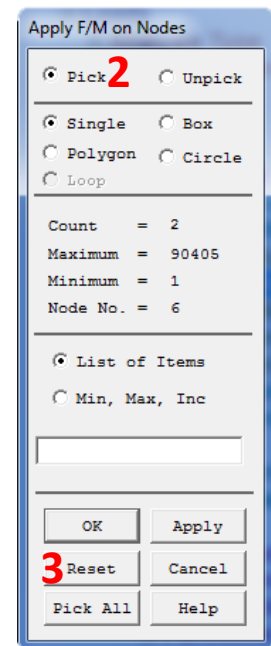 Apply F/M on Nodes
Pick 2 Unpick
Single Box
Polygon Circle
Loop
Count = 2
Maximum = 90405
Minimum = 1
Node No. = 6
List of Items
Min, Max, Inc
OK Apply
3 Reset Cancel
Pick All Help